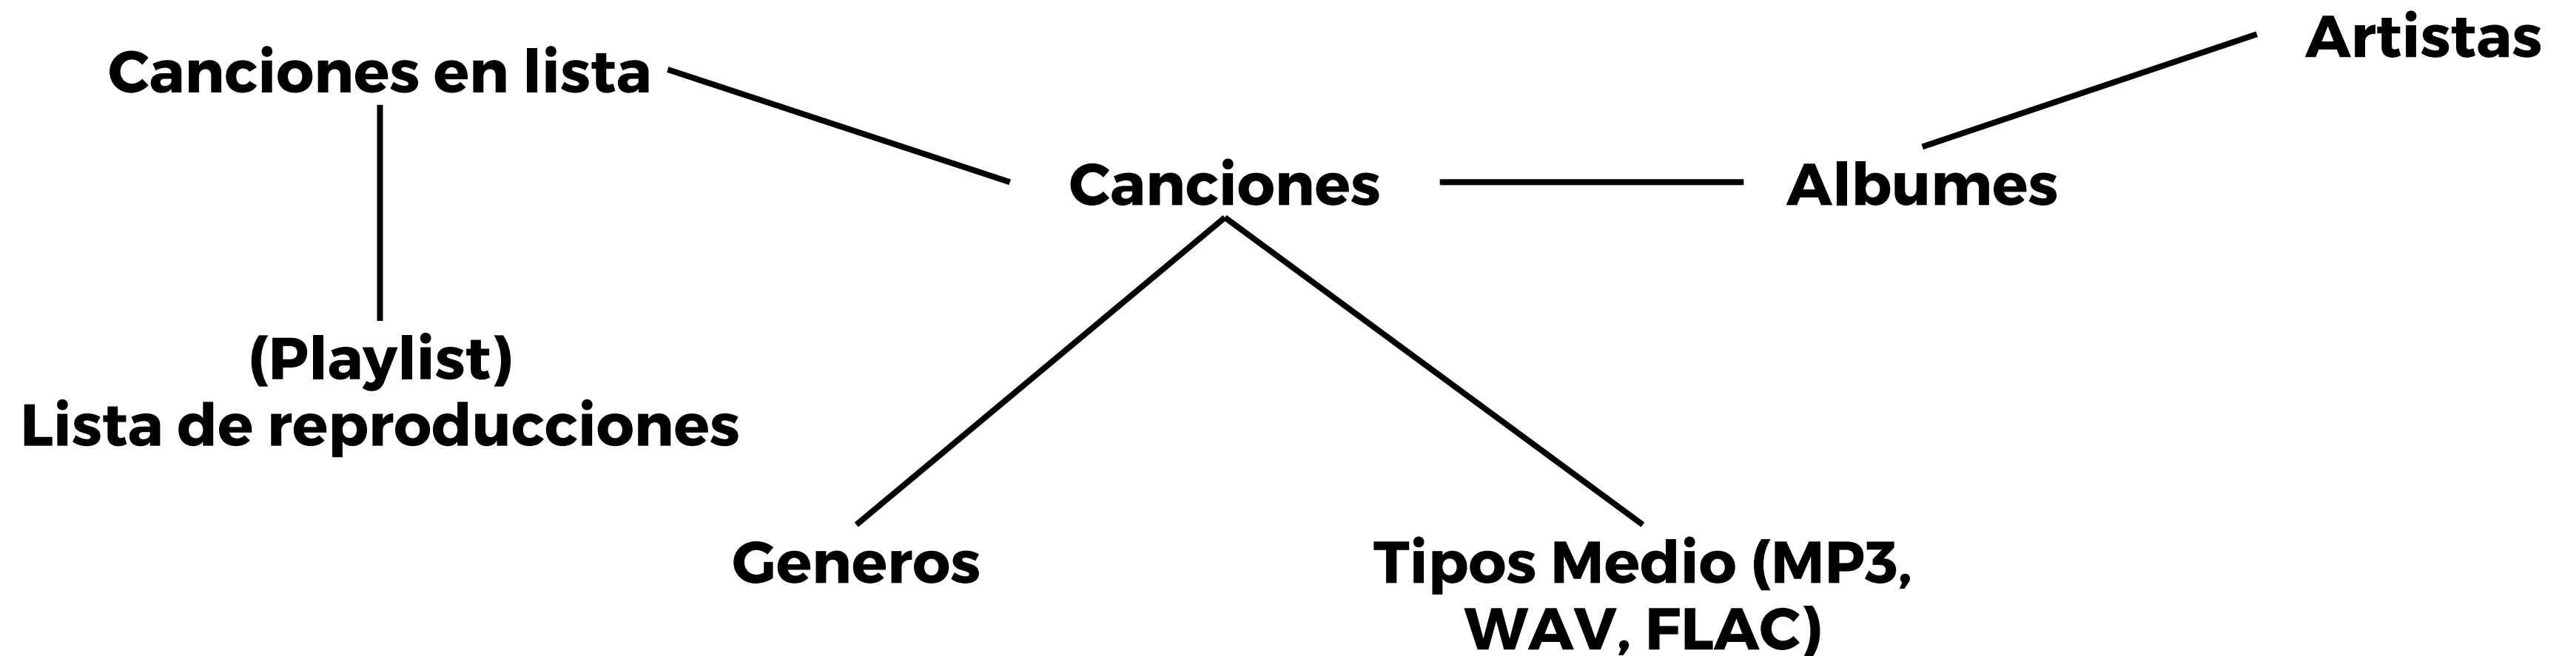 Artistas
Canciones en lista
Canciones
Albumes
(Playlist)
Lista de reproducciones
Generos
Tipos Medio (MP3,
WAV, FLAC)